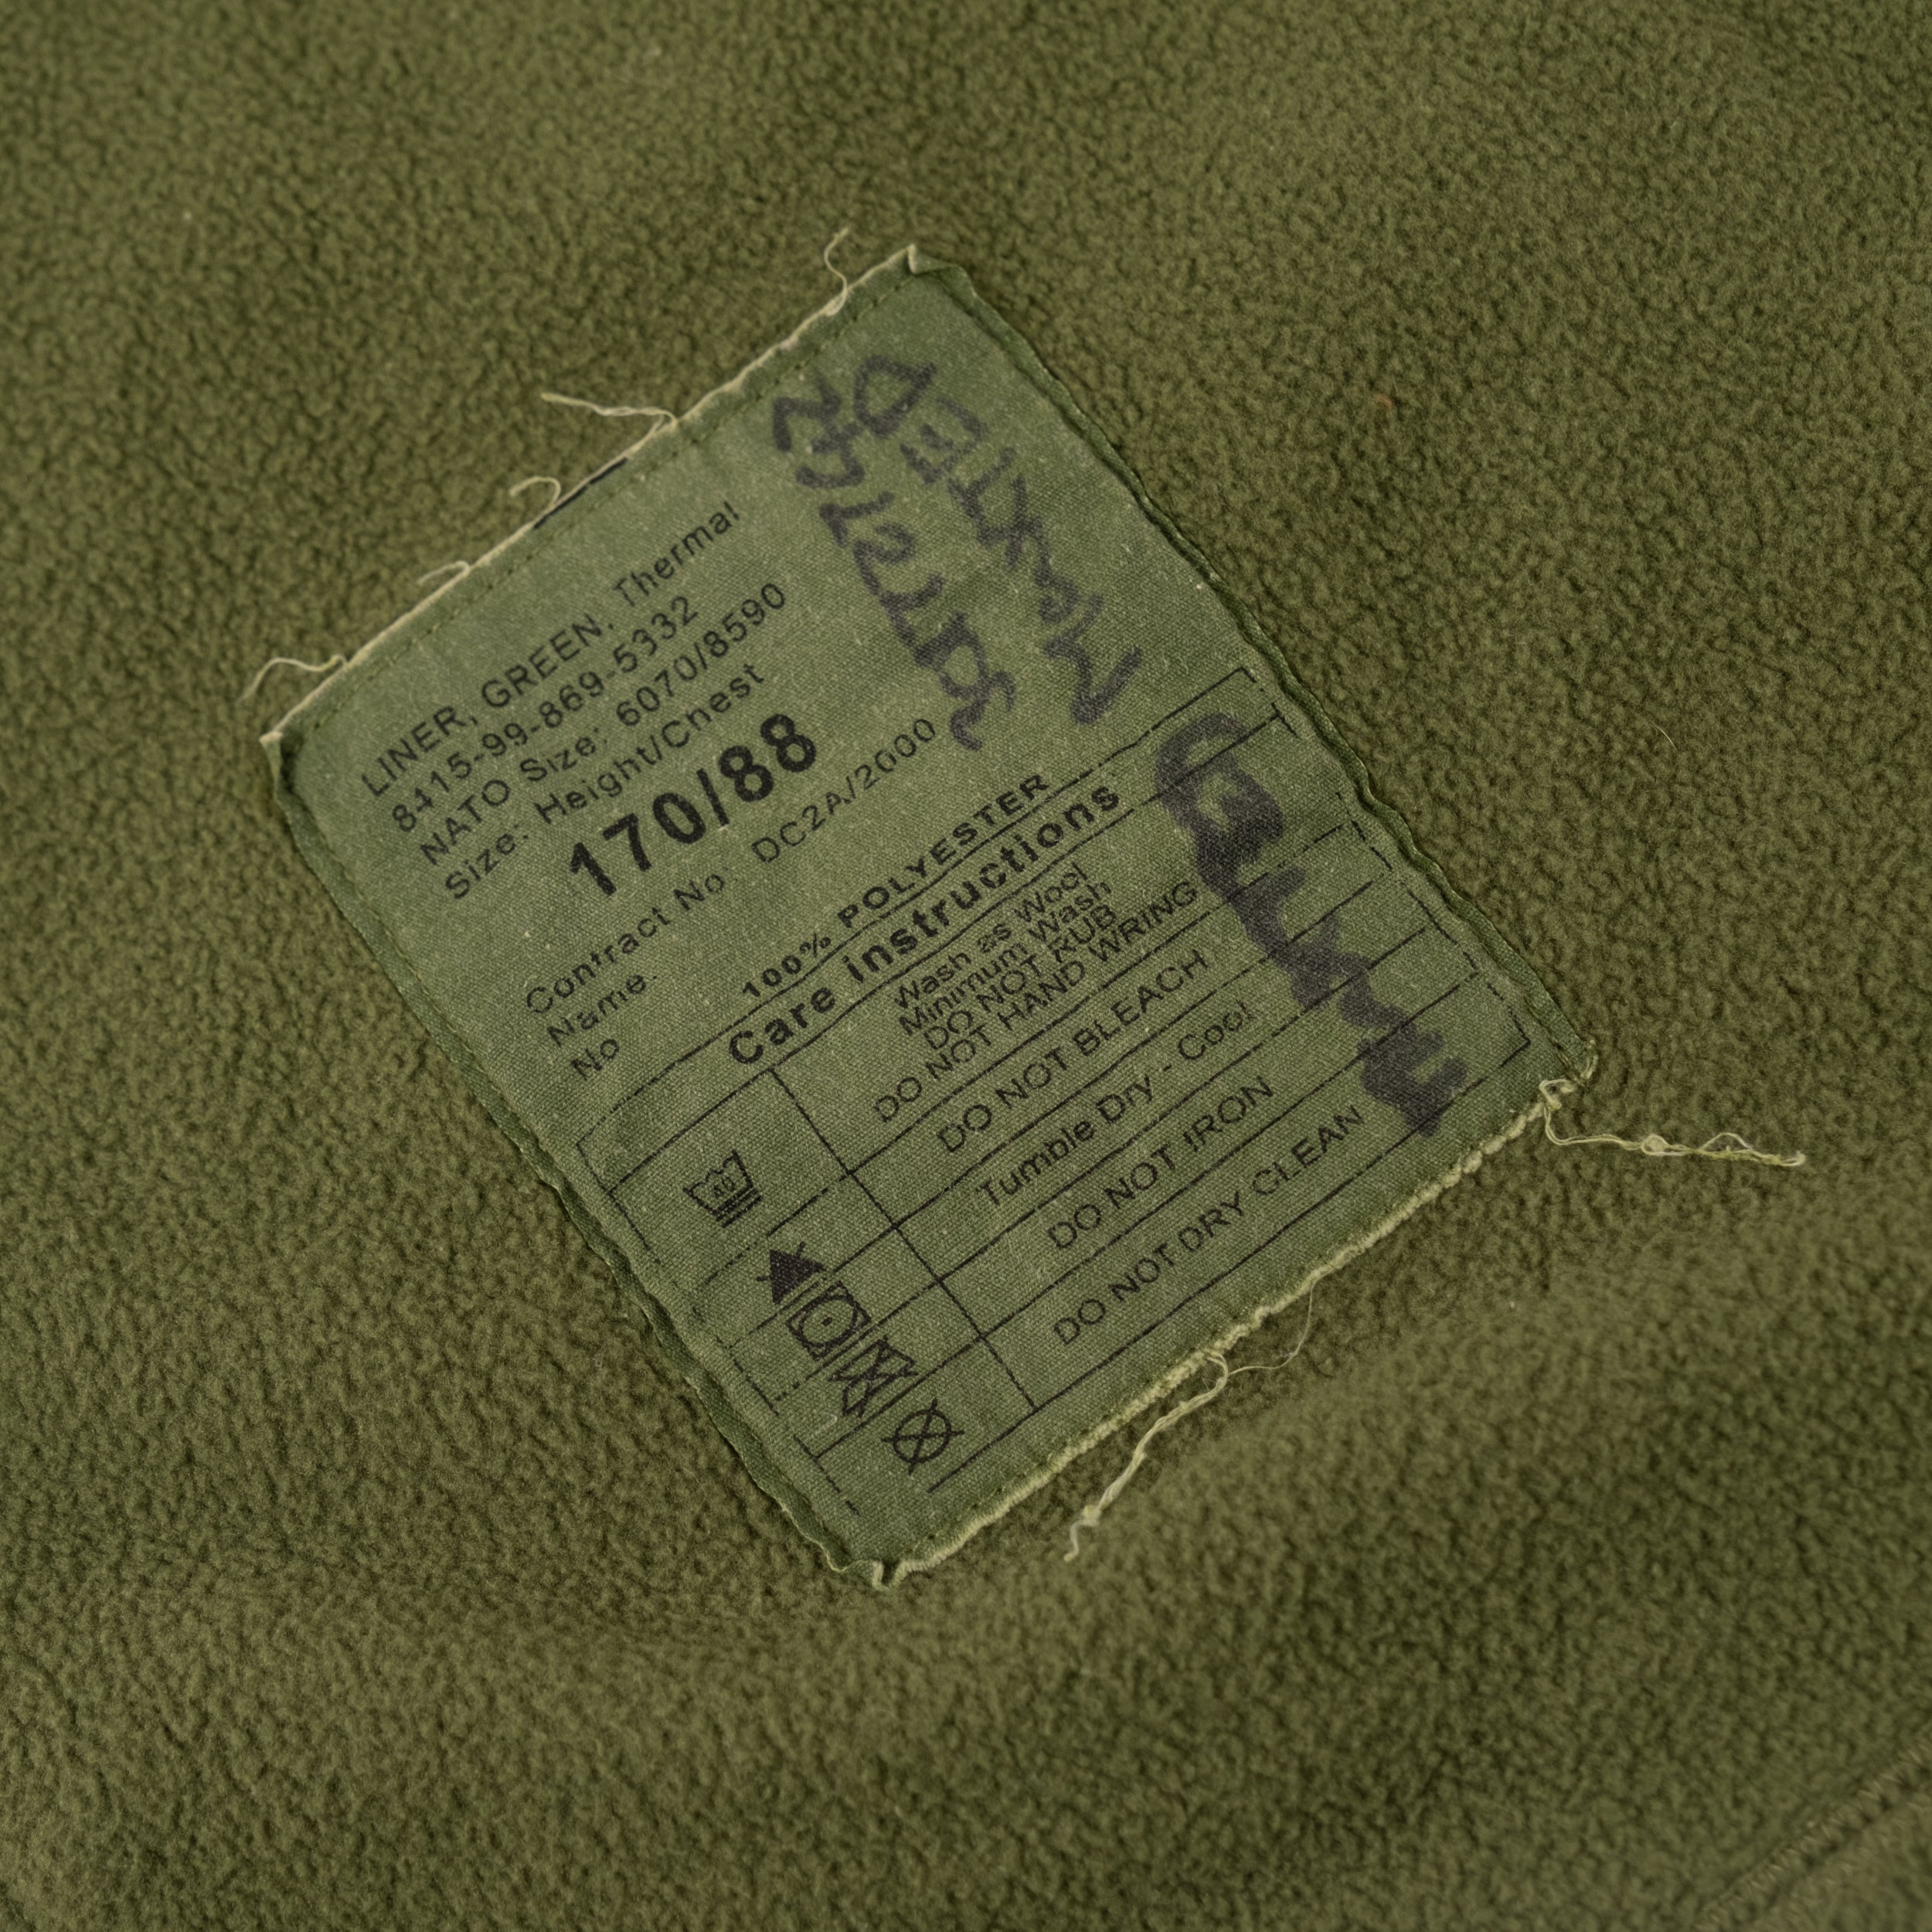 LINER, GREEN, Thermal
8415-99-869-5332
NATO Size: 6070/8590
Size: Height/Chest
170/88
Contract No DC2A/2000
Name.
No
100% POLYESTER
Care instructions
40
Wash as Wool
Minimum Wash
DO NOT RUB
DO NOT HAND WRING
DO NOT BLEACH
Tumble Dry - Cool
DO NOT IRON
DO NOT DRY CLEAN